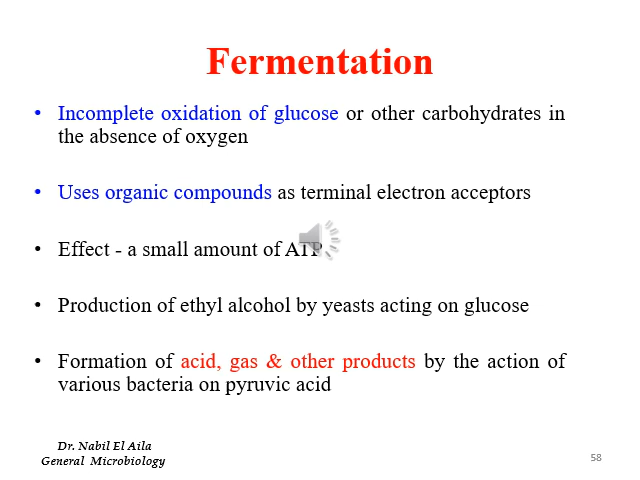 Fermentation
• Incomplete oxidation of glucose or other carbohydrates in
the absence of oxygen
• Uses organic compounds as terminal electron acceptors
• Effect - a small amount of ATP
• Production of ethyl alcohol by yeasts acting on glucose
• Formation of acid, gas & other products by the action of
various bacteria on pyruvic acid
Dr. Nabil El Aila
General Microbiology
58